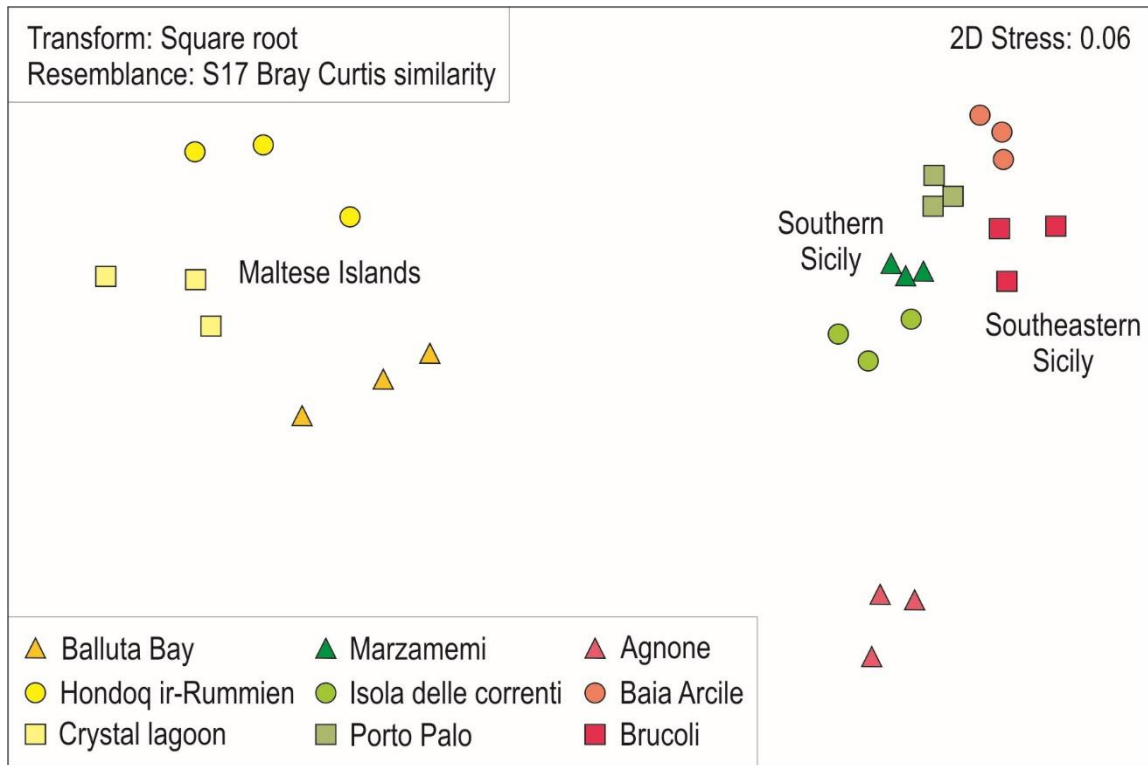 Transform: Square root
2D Stress: 0.06
Resemblance: S17 Bray Curtis similarity
Southern
Sicily
Maltese Islands
Southeastern
Sicily
Balluta Bay
Marzamemi
Agnone
Hondoq ir-Rummien
Isola delle correnti
Baia Arcile
Crystal lagoon
Porto Palo
Brucoli